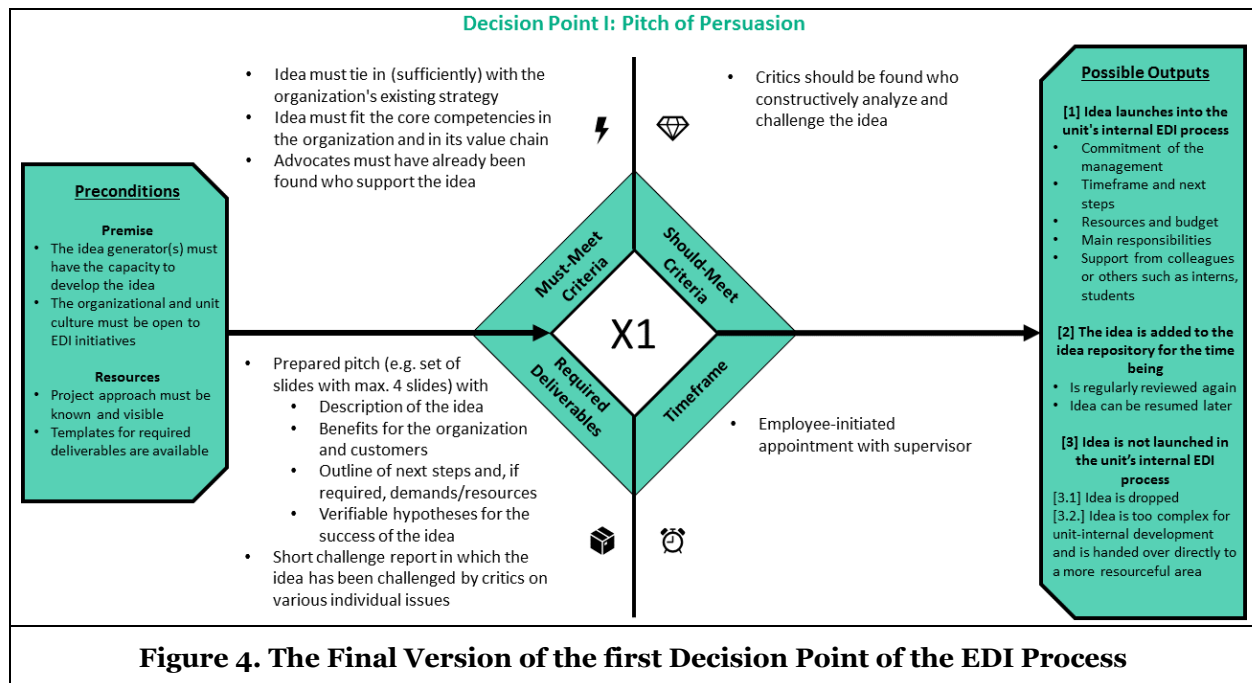 Decision Point I: Pitch of Persuasion
Preconditions
Premise
• The idea generator(s) must
have the capacity to
develop the idea
• The organizational and unit
culture must be open to
EDI initiatives
Resources
• Project approach must be
known and visible
• Templates for required
deliverables are available
• Idea must tie in (sufficiently) with the
organization's existing strategy
• Idea must fit the core competencies in
the organization and in its value chain
• Advocates must have already been
found who support the idea
• Critics should be found who
constructively analyze and
challenge the idea
Must-Meet
Criteria
Should-Meet
Criteria
X1
Required
Deliverables
Timeframe
• Prepared pitch (e.g. set of
slides with max. 4 slides) with
• Description of the idea
• Benefits for the organization
and customers
• Outline of next steps and, if
required, demands/resources
• Verifiable hypotheses for the
success of the idea
• Short challenge report in which the
idea has been challenged by critics on
various individual issues
• Employee-initiated
appointment with supervisor
Possible Outputs
[1] Idea launches into the
unit's internal EDI process
• Commitment of the
management
• Timeframe and next
steps
• Resources and budget
• Main responsibilities
• Support from colleagues
or others such as interns,
students
[2] The idea is added to the
idea repository for the time
being
• Is regularly reviewed again
• Idea can be resumed later
[3] Idea is not launched in
the unit’s internal EDI
process
[3.1] Idea is dropped
[3.2.] Idea is too complex for
unit-internal development
and is handed over directly to
a more resourceful area
Figure 4. The Final Version of the first Decision Point of the EDI Process